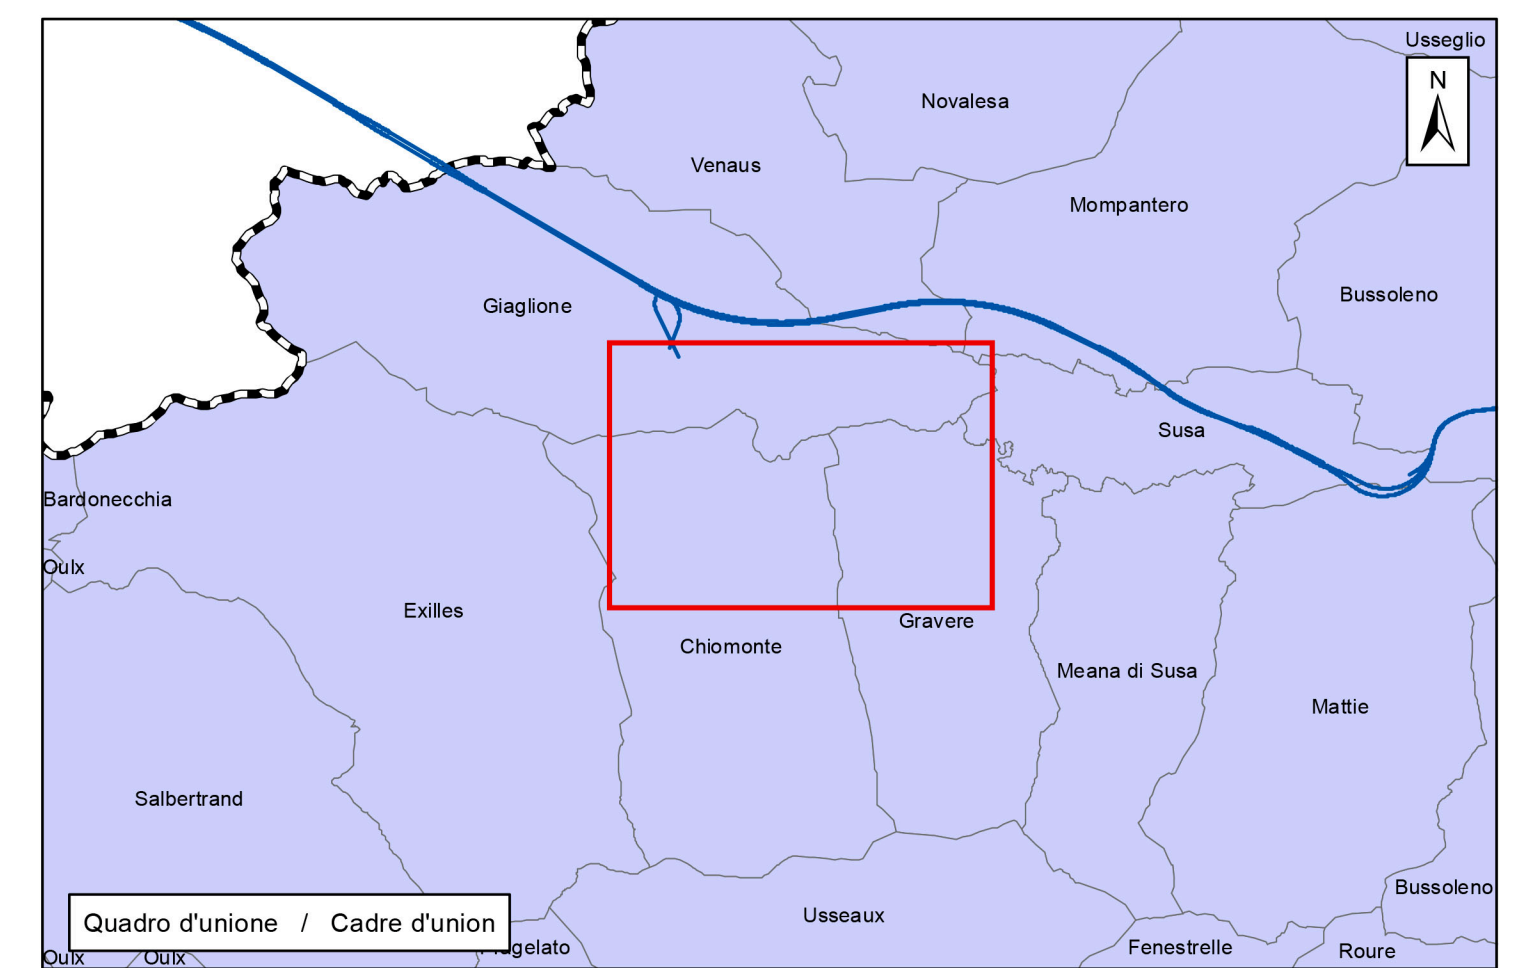 Usseglio
N
Novalesa
Venaus
Mompantero
Bussoleno
Giaglione
Susa
Bardonecchia
Oulx
Exilles
Gravere
Chiomonte
Meana di Susa
Mattie
Salbertrand
Bussoleno
Usseaux
Quadro d'unione / Cadre d'union
Fenestrelle
Roure
Oulx
Oulx